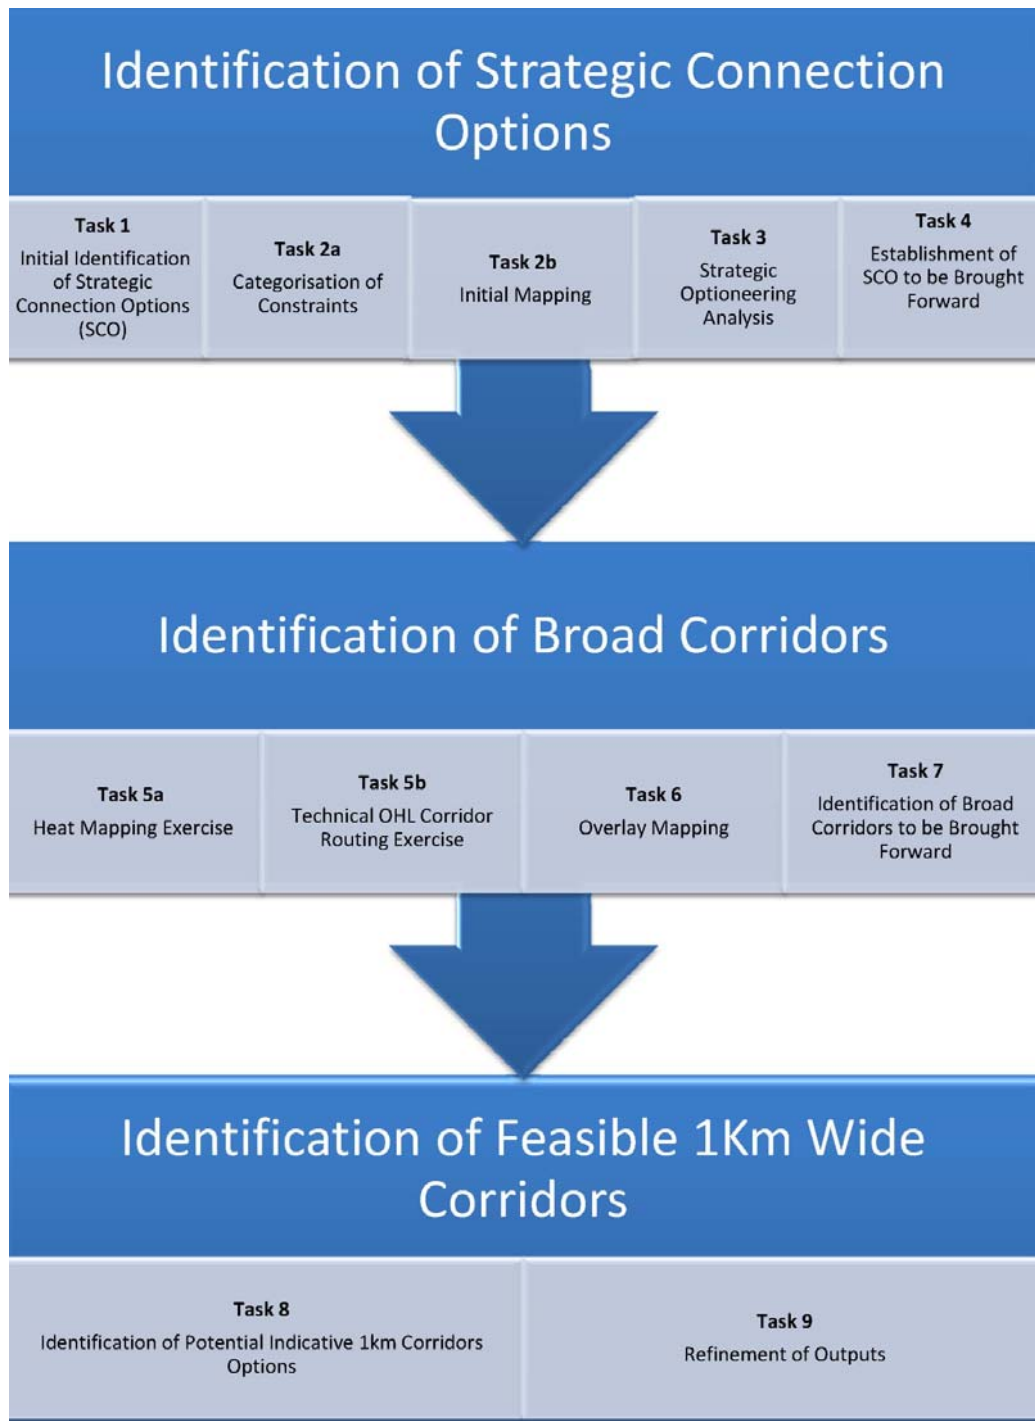 Identification of Strategic Connection
Options
Task 1
Initial Identification
of Strategic
Connection Options
(SCO)
Task 2a
Categorisation of
Constraints
Task 2b
Initial Mapping
Task 3
Strategic
Optioneering
Analysis
Task 4
Establishment of
SCO to be Brought
Forward
Identification of Broad Corridors
Task 5a
Heat Mapping Exercise
Task 5b
Technical OHL Corridor
Routing Exercise
Task 6
Overlay Mapping
Task 7
Identification of Broad
Corridors to be Brought
Forward
Identification of Feasible 1Km Wide
Corridors
Task 8
Identification of Potential Indicative 1km Corridors
Options
Task 9
Refinement of Outputs